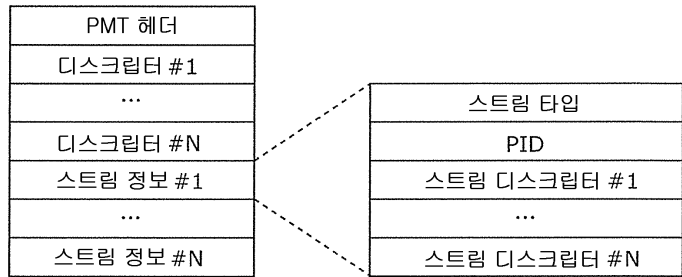 PMT 헤더
디스크립터 #1
...
디스크립터 #N
스트림 정보 #1
...
스트림 정보 #N
스트림 타입
PID
스트림 디스크립터 #1
...
스트림 디스크립터 #N